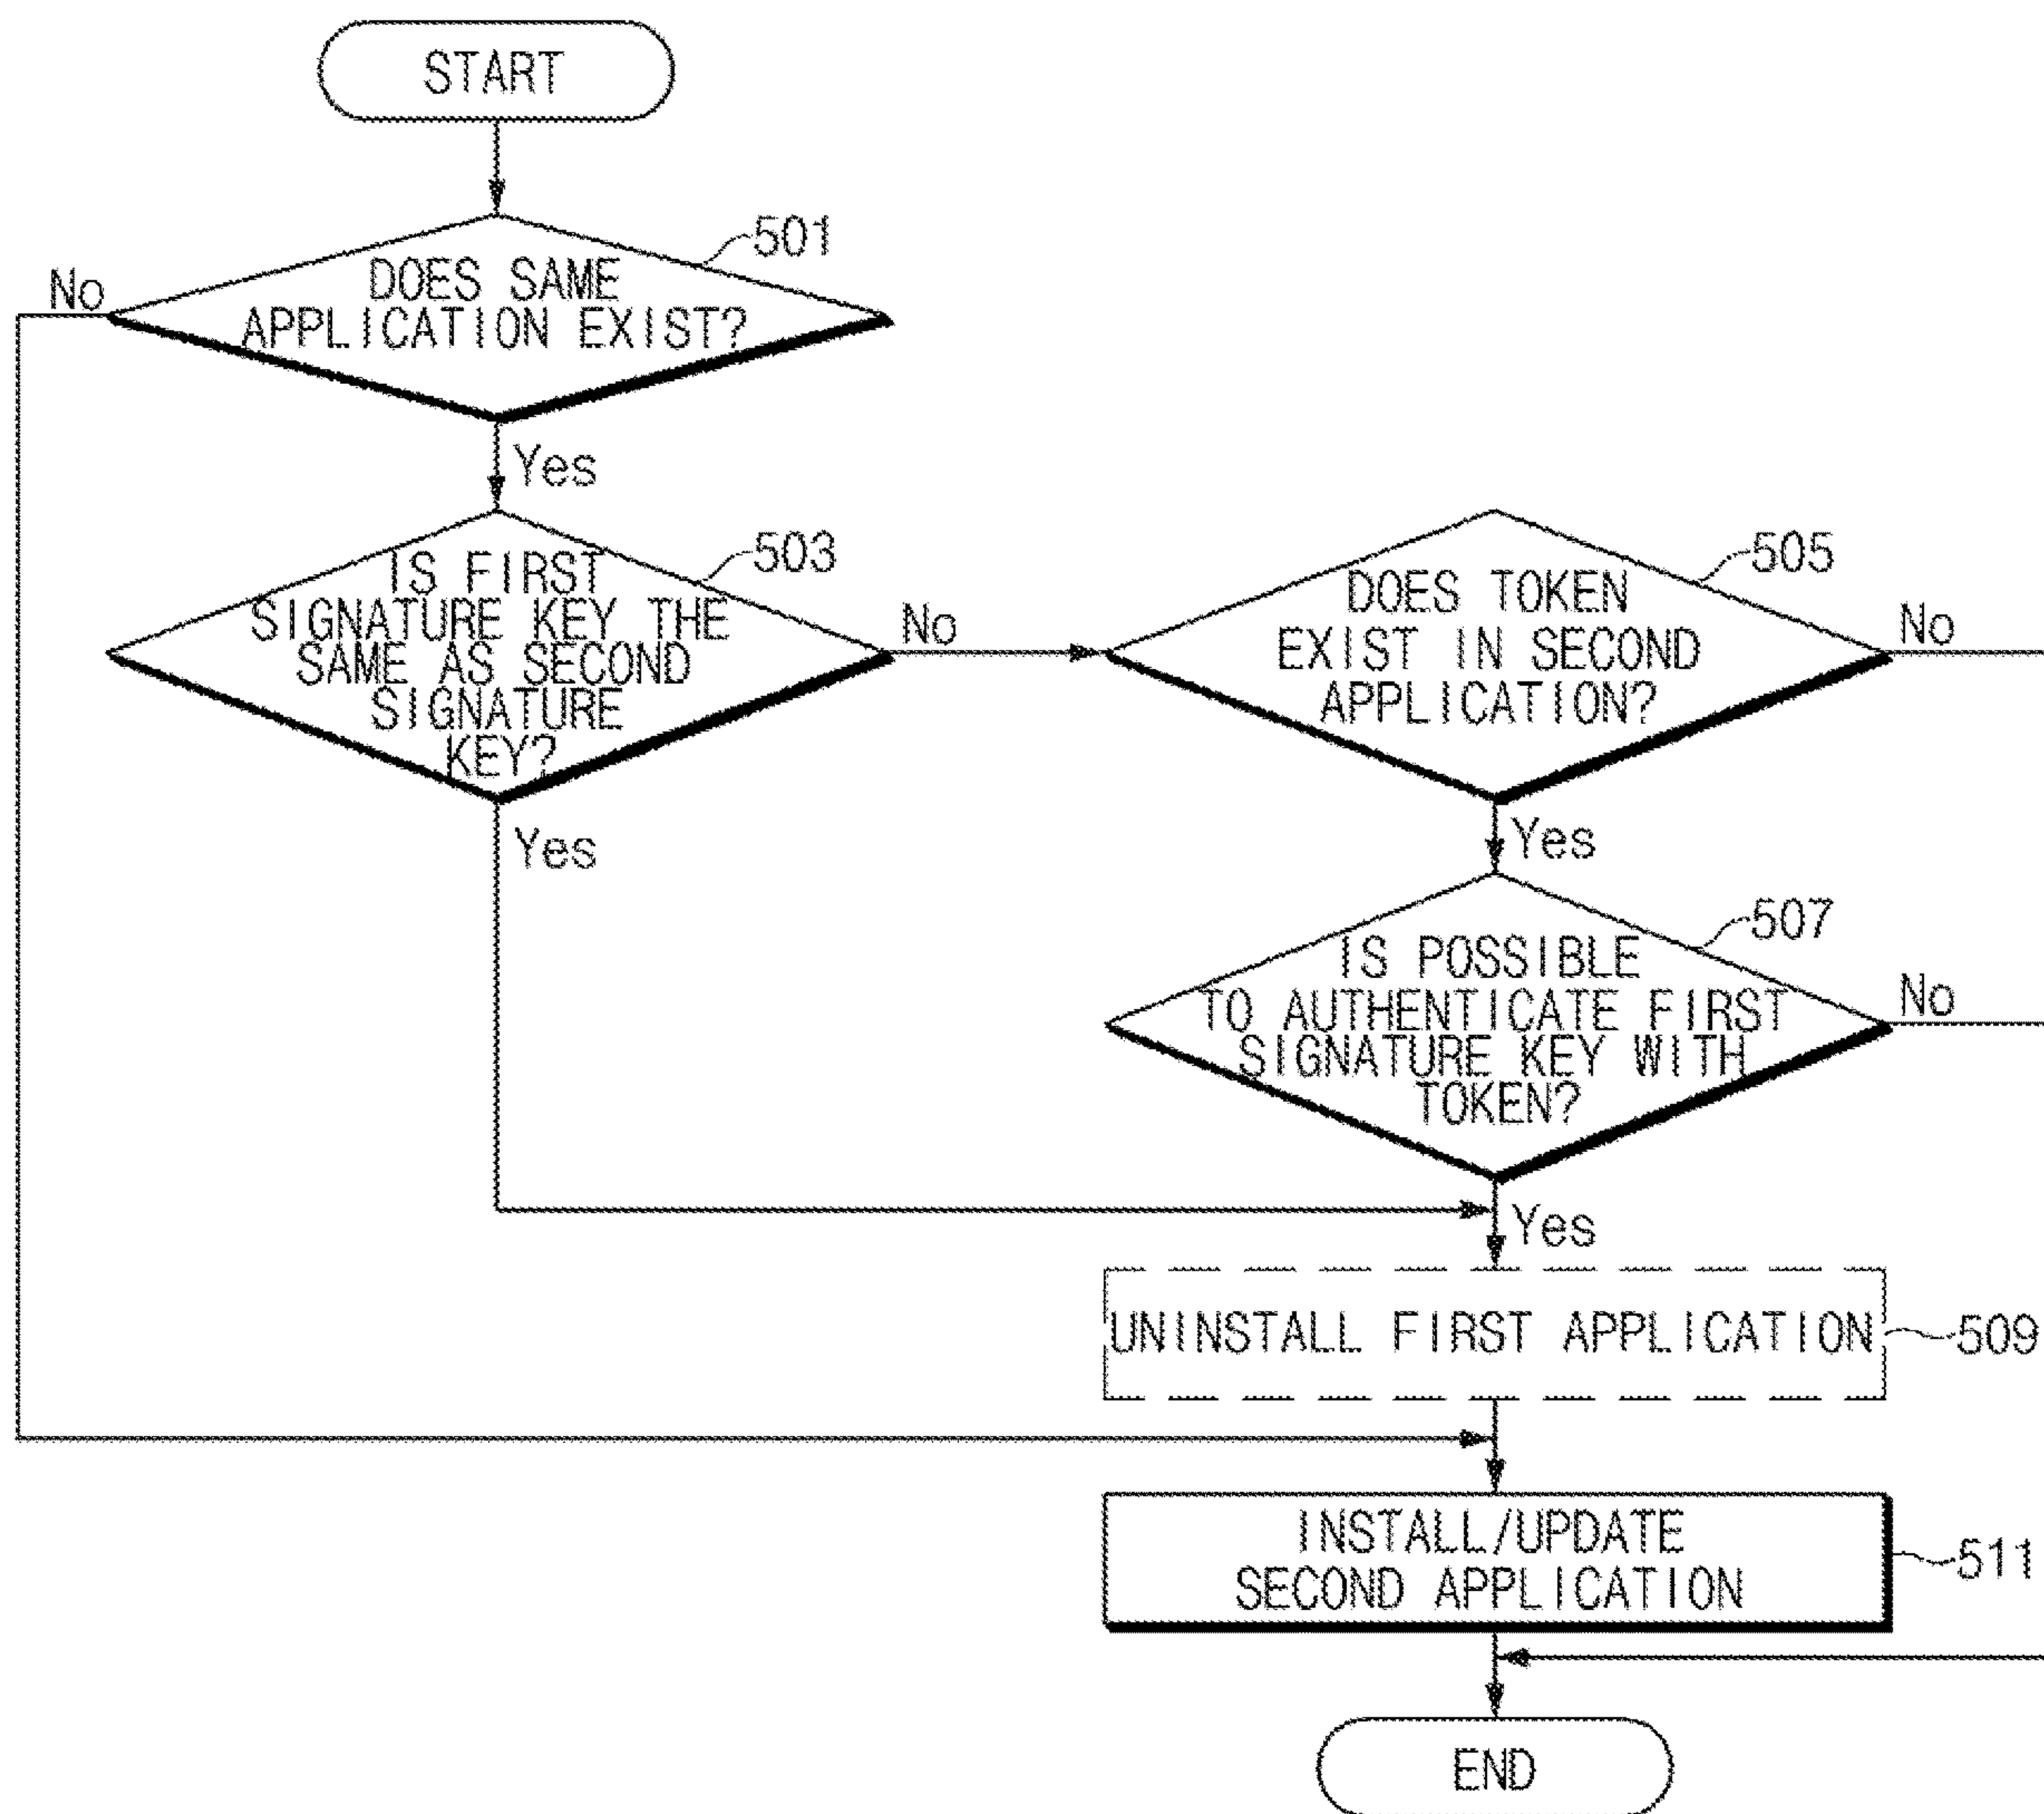 START
501
No
DOES SAME
APPLICATION EXIST?
Yes
503
IS FIRST
SIGNATURE KEY THE
SAME AS SECOND
SIGNATURE
KEY?
No
Yes
505
DOES TOKEN
EXIST IN SECOND
APPLICATION?
No
Yes
507
IS POSSIBLE
TO AUTHENTICATE FIRST
SIGNATURE KEY WITH
TOKEN?
No
Yes
UNINSTALL FIRST APPLICATION
509
INSTALL/UPDATE
SECOND APPLICATION
511
END